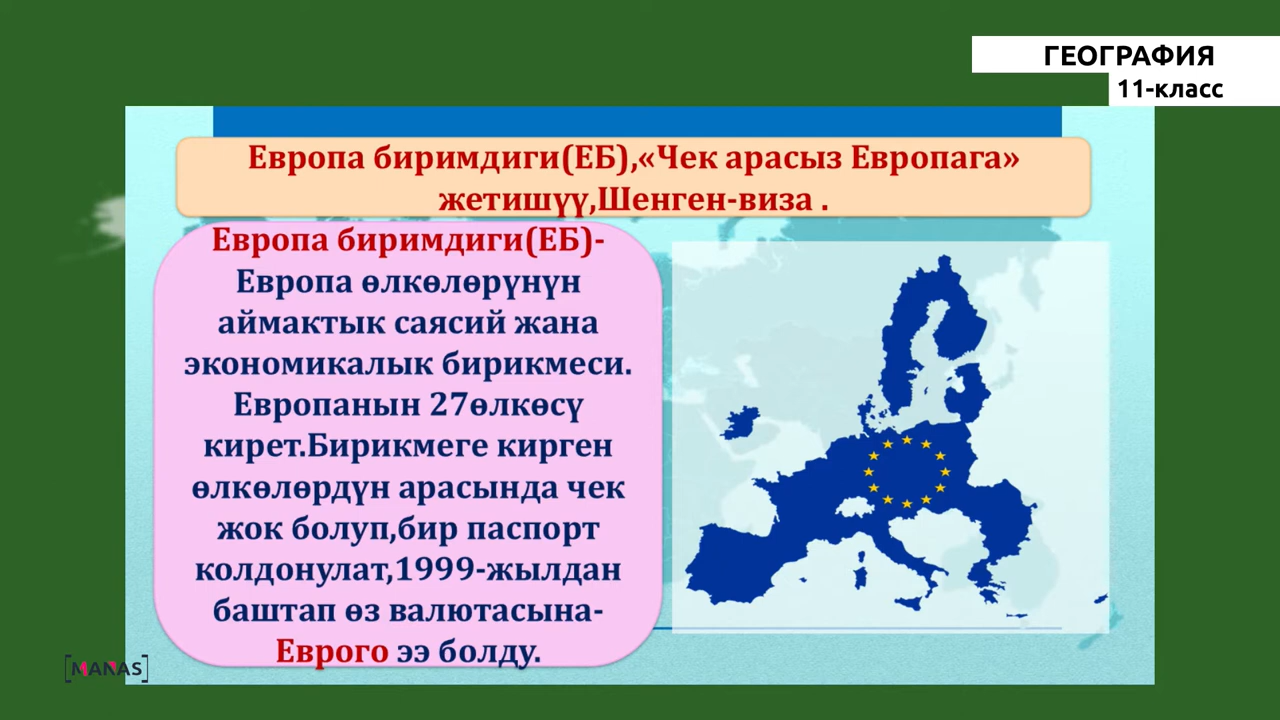 ГЕОГРАФИЯ
11-класс
Европа биримдиги(ЕБ),«Чек арасыз Европага»
жетишүү,Шенген-виза .
Европа биримдиги(ЕБ)-
Европа өлкөлөрүнүн
аймактык саясий жана
экономикалык бирикмеси.
Европанын 27өлкөсү
кирет.Бирикмеге кирген
өлкөлөрдүн арасында чек
жок болуп,бир паспорт
колдонулат,1999-жылдан
баштап өз валютасына-
Еврого ээ болду.
[MANAS]